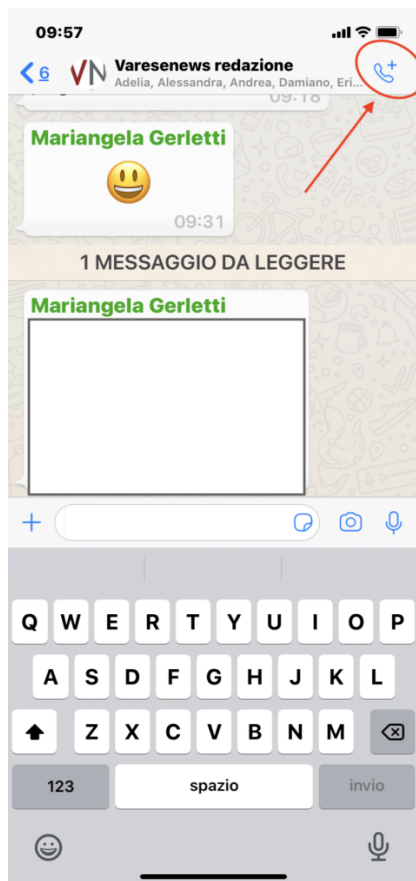 09:57
6
VN
Varesenews redazione
Adelia, Alessandra, Andrea, Damiano, Eri...
09:18
Mariangela Gerletti
09:31
1 MESSAGGIO DA LEGGERE
Mariangela Gerletti
Q W E R T Y U I O P
A S D F G H J K L
Z X C V B N M
123 spazio invio